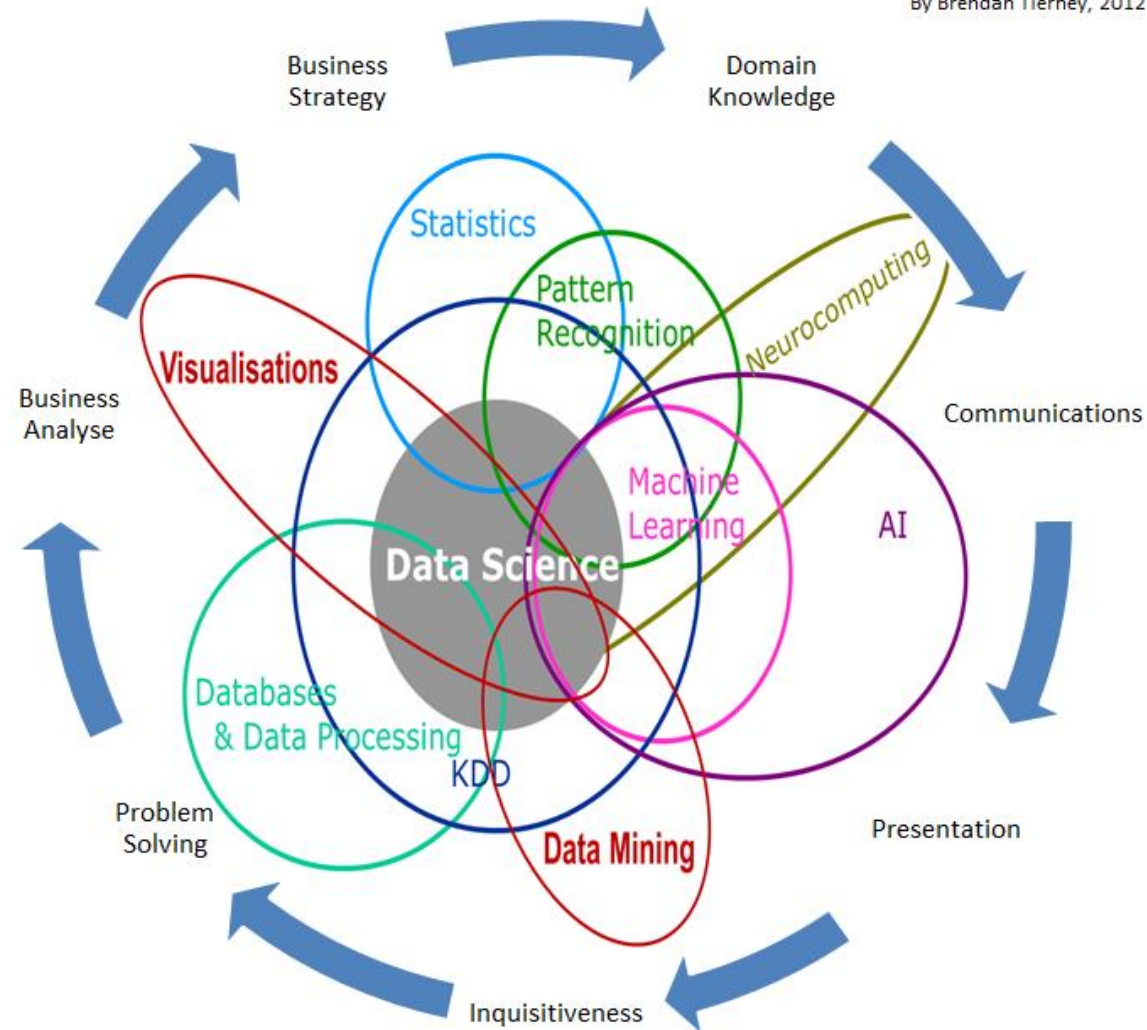 By Brendan Tierney, 2012
Business
Strategy
Domain
Knowledge
Statistics
Pattern
Recognition
Neurocomputing
Visualisations
Business
Analyse
Communications
Machine
Learning
AI
Data Science
Databases
& Data Processing
KDD
Problem
Solving
Data Mining
Presentation
Inquisitiveness